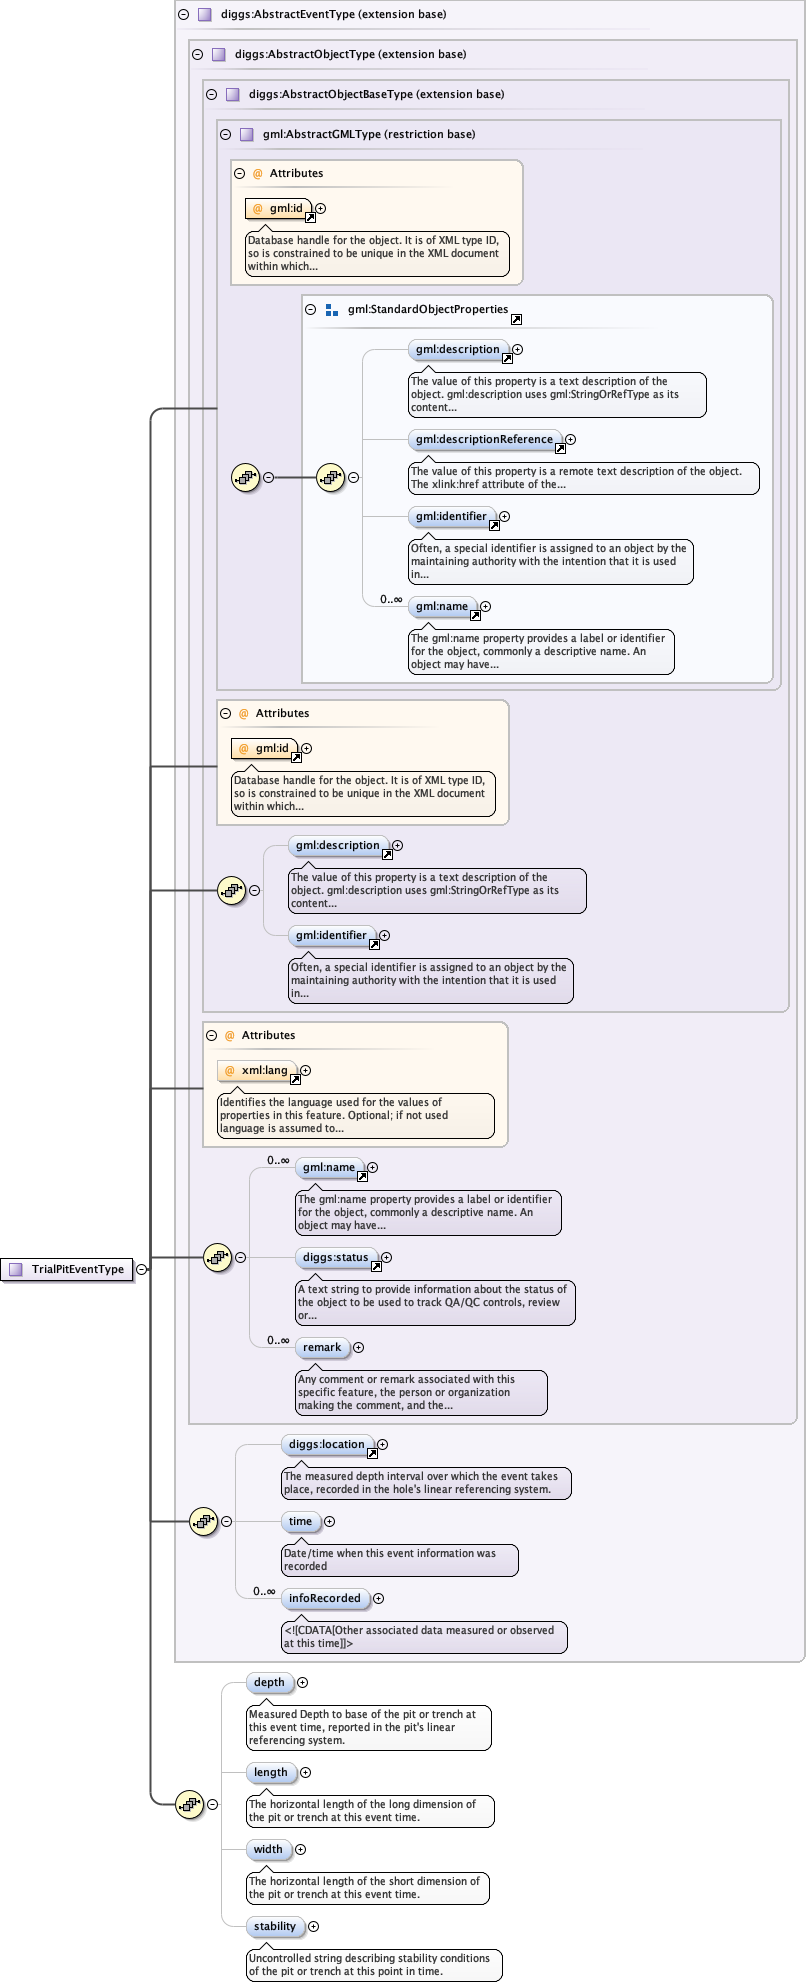 diggs:AbstractEventType (extension base)
diggs:AbstractObjectType (extension base)
diggs:AbstractObjectBaseType (extension base)
gml:AbstractGMLType (restriction base)
@ Attributes
@ gml:id
Database handle for the object. It is of XML type ID,
so is constrained to be unique in the XML document
within which...
gml:StandardObjectProperties
gml:description
The value of this property is a text description of the
object. gml:description uses gml:StringOrRefType as its
content...
gml:descriptionReference
The value of this property is a remote text description of the object.
The xlink:href attribute of the...
gml:identifier
Often, a special identifier is assigned to an object by the
maintaining authority with the intention that it is used
in...
0..∞
gml:name
The gml:name property provides a label or identifier
for the object, commonly a descriptive name. An
object may have...
@ Attributes
@ gml:id
Database handle for the object. It is of XML type ID,
so is constrained to be unique in the XML document
within which...
gml:description
The value of this property is a text description of the
object. gml:description uses gml:StringOrRefType as its
content...
gml:identifier
Often, a special identifier is assigned to an object by the
maintaining authority with the intention that it is used
in...
@ Attributes
@ xml:lang
Identifies the language used for the values of
properties in this feature. Optional; if not used
language is assumed to...
0..∞
gml:name
The gml:name property provides a label or identifier
for the object, commonly a descriptive name. An
object may have...
diggs:status
A text string to provide information about the status of
the object to be used to track QA/QC controls, review
or...
TrialPitEventType
0..∞
remark
Any comment or remark associated with this
specific feature, the person or organization
making the comment, and the...
diggs:location
The measured depth interval over which the event takes
place, recorded in the hole's linear referencing system.
time
Date/time when this event information was
recorded
0..∞
infoRecorded
<![CDATA[Other associated data measured or observed
at this time]]>
depth
Measured Depth to base of the pit or trench at
this event time, reported in the pit's linear
referencing system.
length
The horizontal length of the long dimension of
the pit or trench at this event time.
width
The horizontal length of the short dimension of
the pit or trench at this event time.
stability
Uncontrolled string describing stability conditions
of the pit or trench at this point in time.